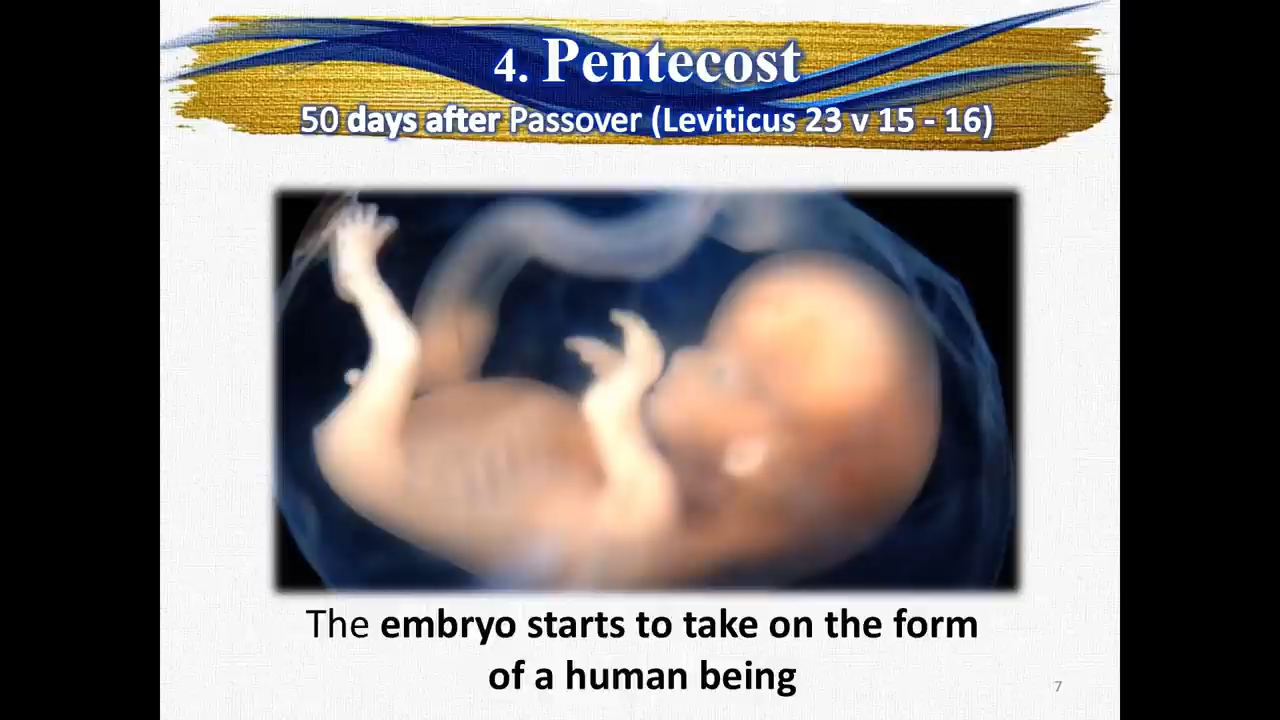 4. Pentecost
50 days after Passover (Leviticus 23 v 15 - 16)
The embryo starts to take on the form
of a human being
7